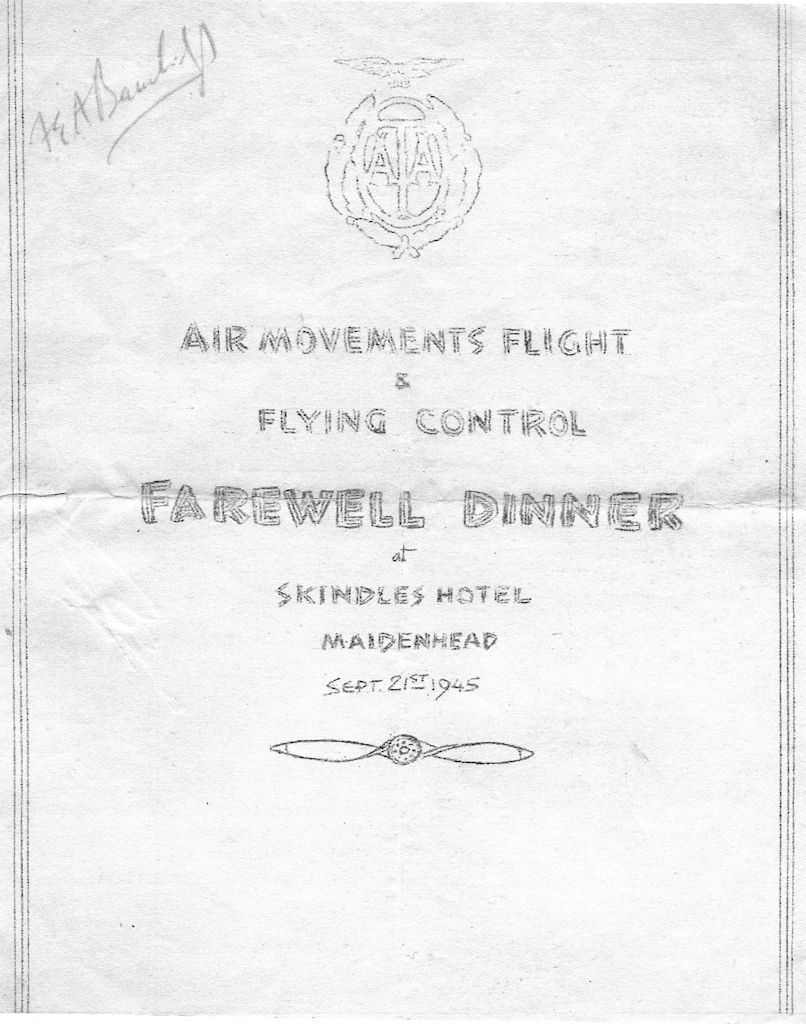 ATA
AIR MOVEMENTS FLIGHT
&
FLYING CONTROL
FAREWELL DINNER
at
SKINDLES HOTEL
MAIDENHEAD
SEPT. 21ST 1945